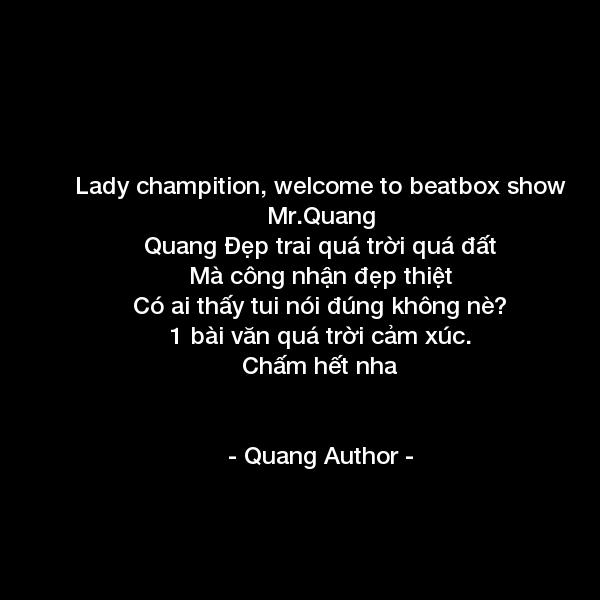 Lady champition, welcome to beatbox show
Mr.Quang
Quang Đẹp trai quá trời quá đất
Mà công nhận đẹp thiệt
Có ai thấy tui nói đúng không nè?
1 bài văn quá trời cảm xúc.
Chấm hết nha
- Quang Author -